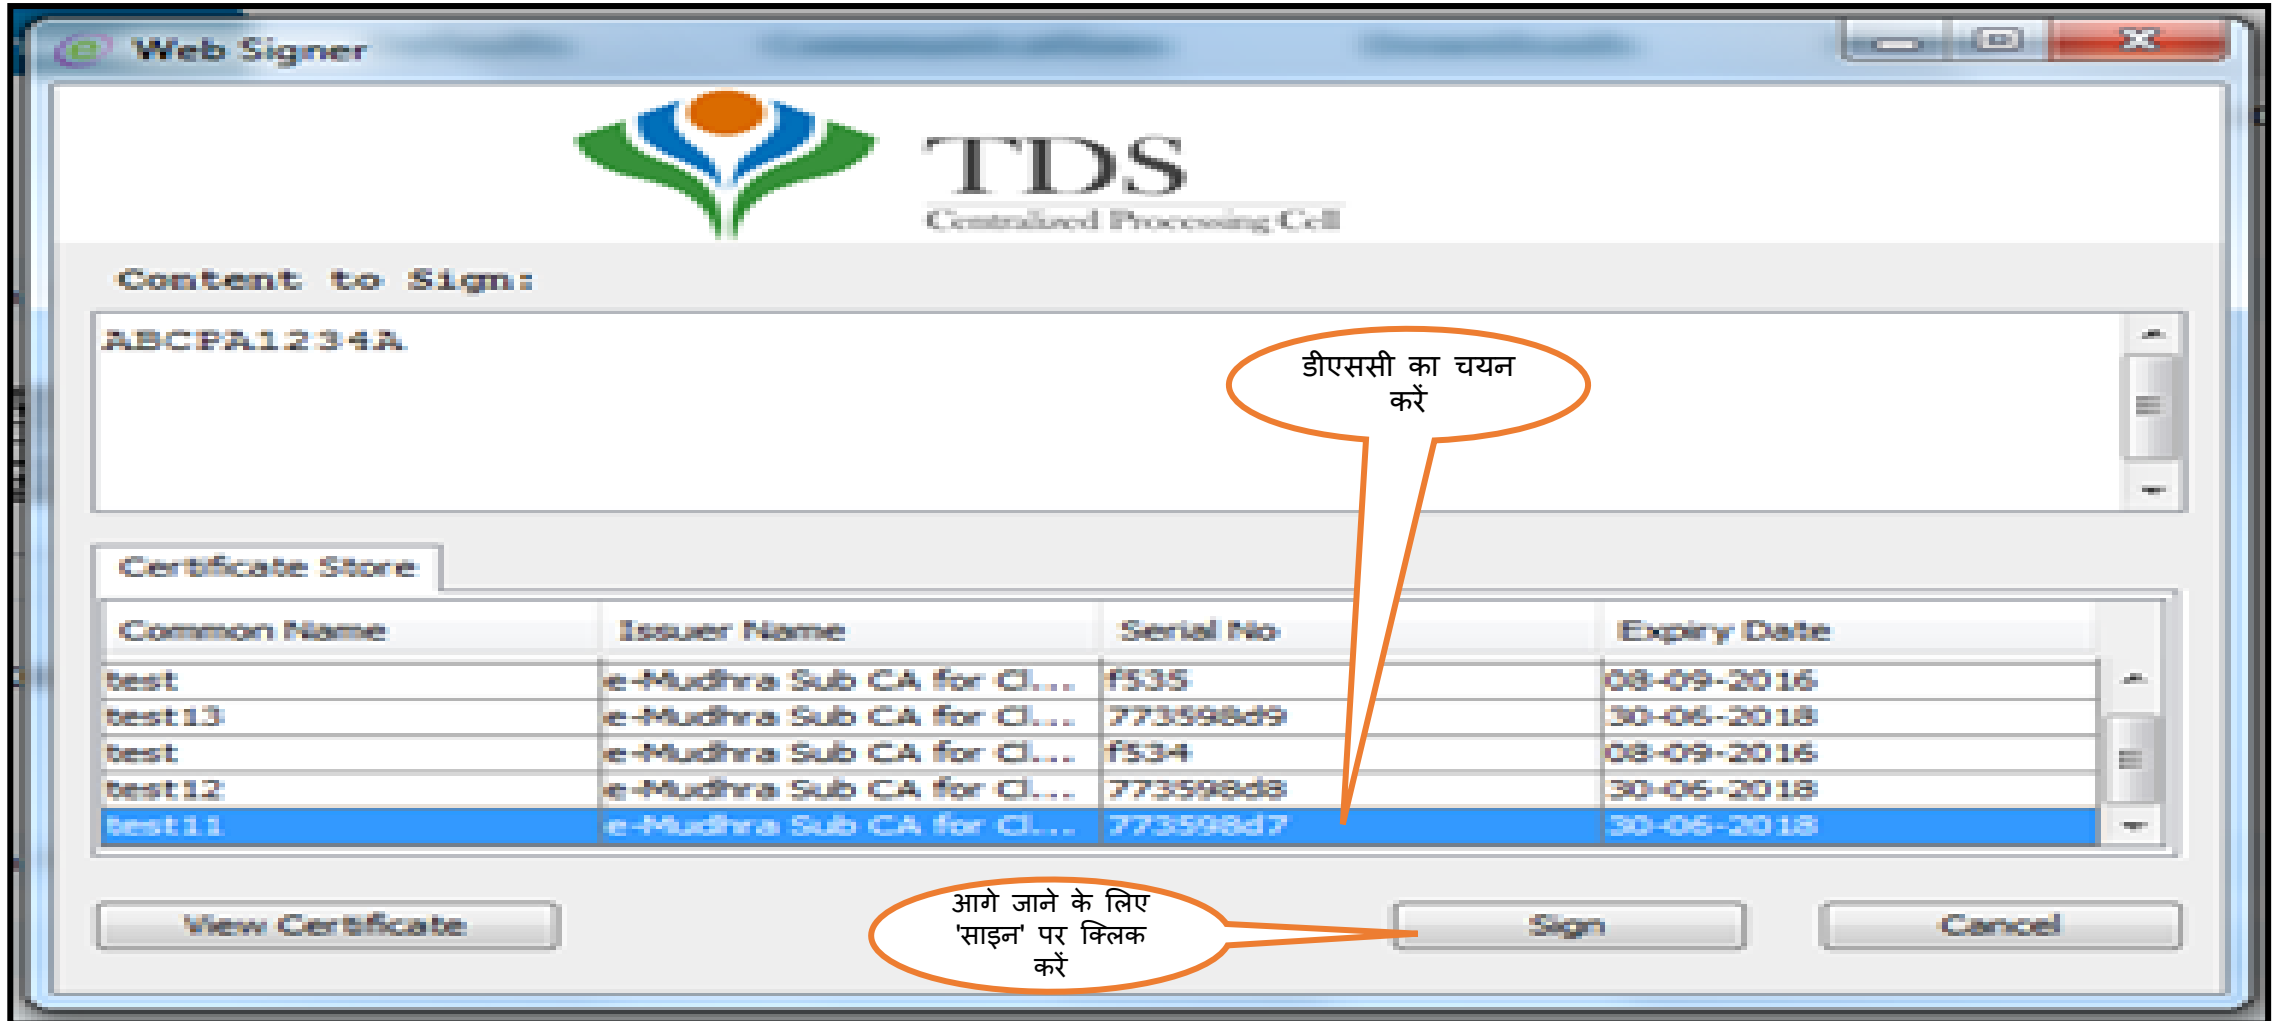 Web Signer
TDS
Centralized Processing Cell
Content to Sign:
ABCPA1234A
डीएससी का चयन
करें
Certificate Store
Common Name Issuer Name Serial No Expiry Date
test e-Mudhra Sub CA for Cl.... f535 08-09-2016
test13 e-Mudhra Sub CA for Cl.... 773598d9 30-06-2018
test e-Mudhra Sub CA for Cl.... f534 08-09-2016
test12 e-Mudhra Sub CA for Cl.... 773598d8 30-06-2018
test11 e-Mudhra Sub CA for Cl.... 773598d7 30-06-2018
आगे जाने के लिए
'साइन' पर क्लिक
करें
View Certificate Sign Cancel